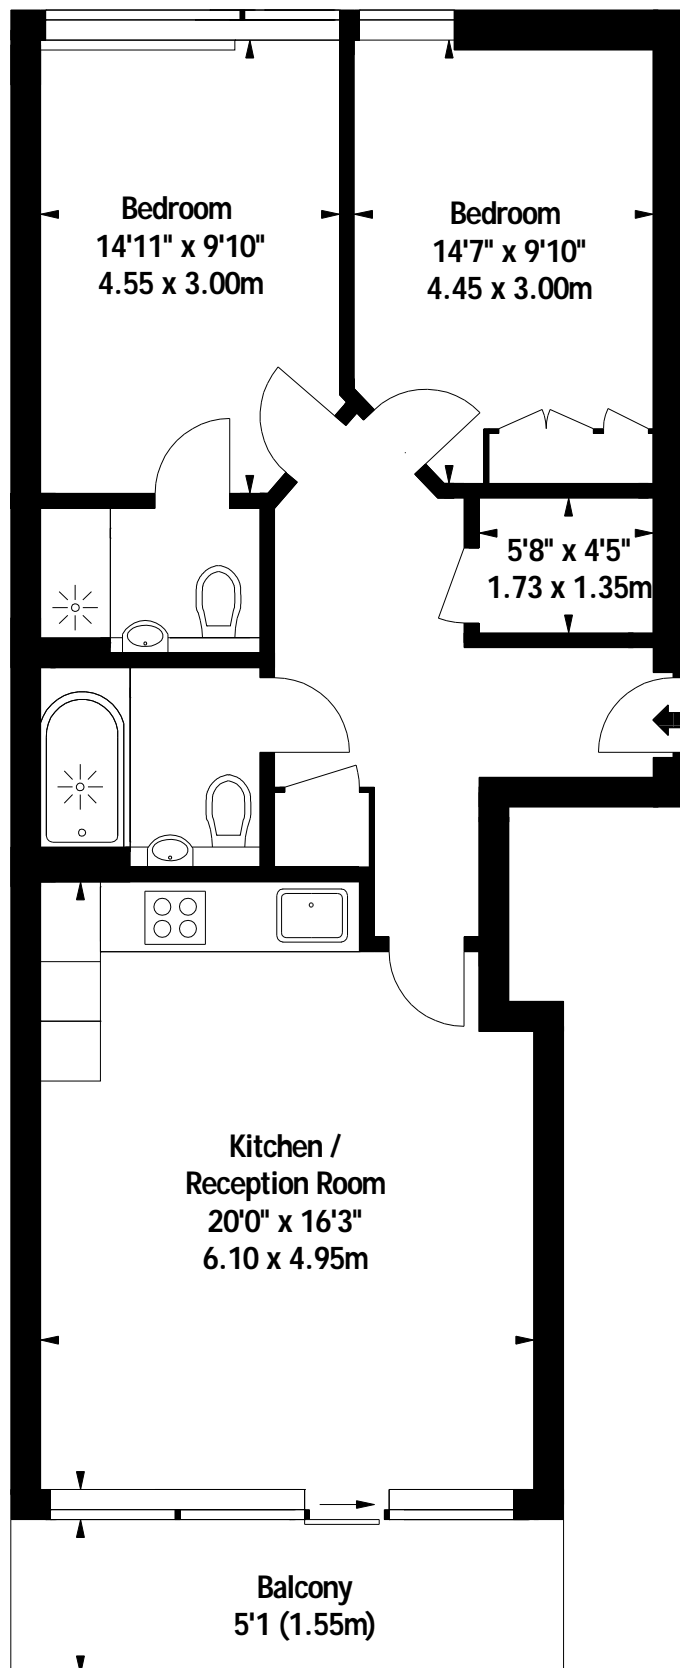 Bedroom
14'11" x 9'10"
4.55 x 3.00m
Bedroom
14'7" x 9'10"
4.45 x 3.00m
5'8" x 4'5"
1.73 x 1.35m
Kitchen /
Reception Room
20'0" x 16'3"
6.10 x 4.95m
Balcony
5'1 (1.55m)